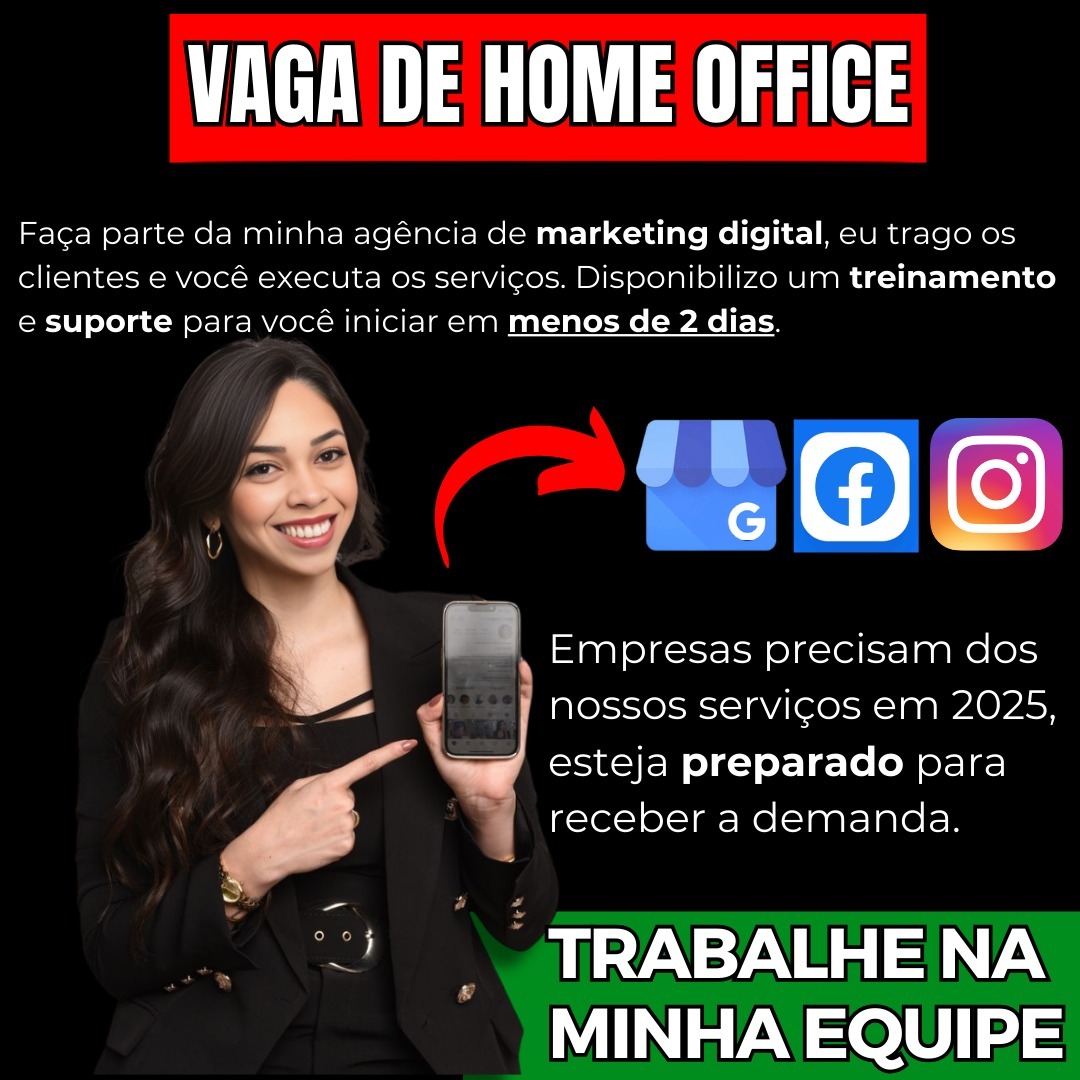 VAGA DE HOME OFFICE
Faça parte da minha agência de marketing digital, eu trago os
clientes e você executa os serviços. Disponibilizo um treinamento
e suporte para você iniciar em menos de 2 dias.
G
f
Empresas precisam dos
nossos serviços em 2025,
esteja preparado para
receber a demanda.
TRABALHE NA
MINHA EQUIPE